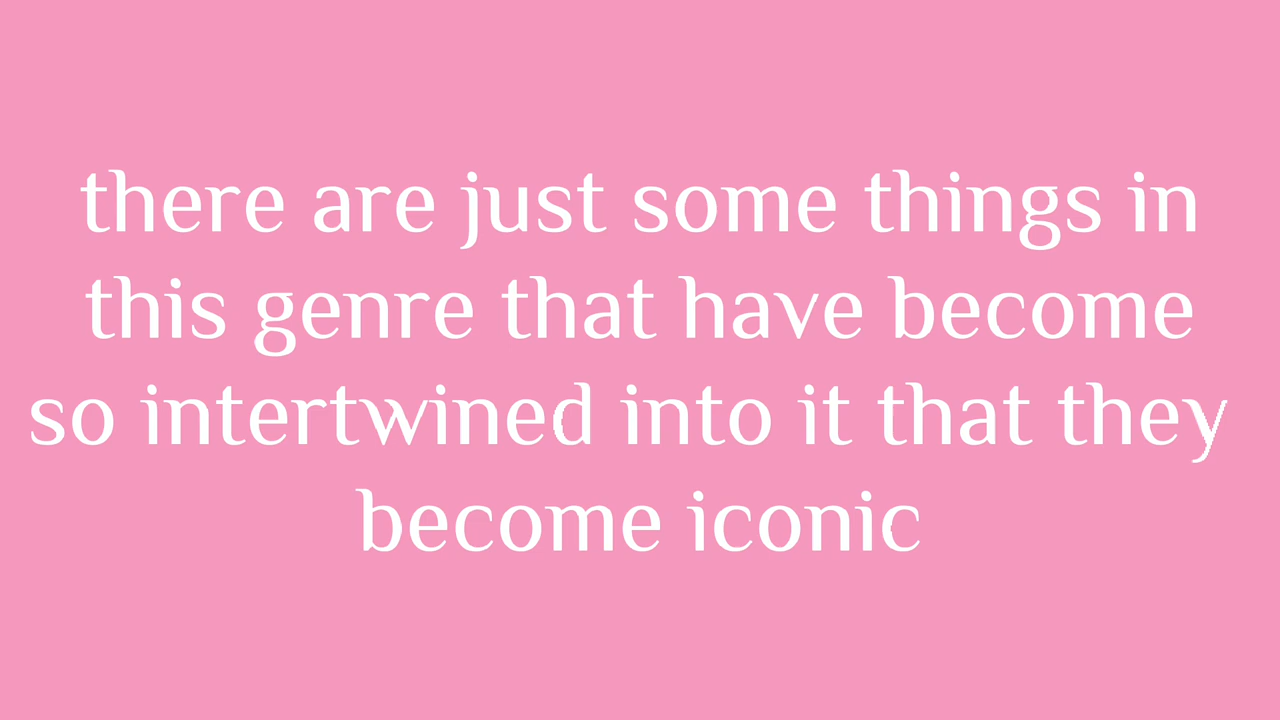 there are just some things in
this genre that have become
so intertwined into it that they
become iconic